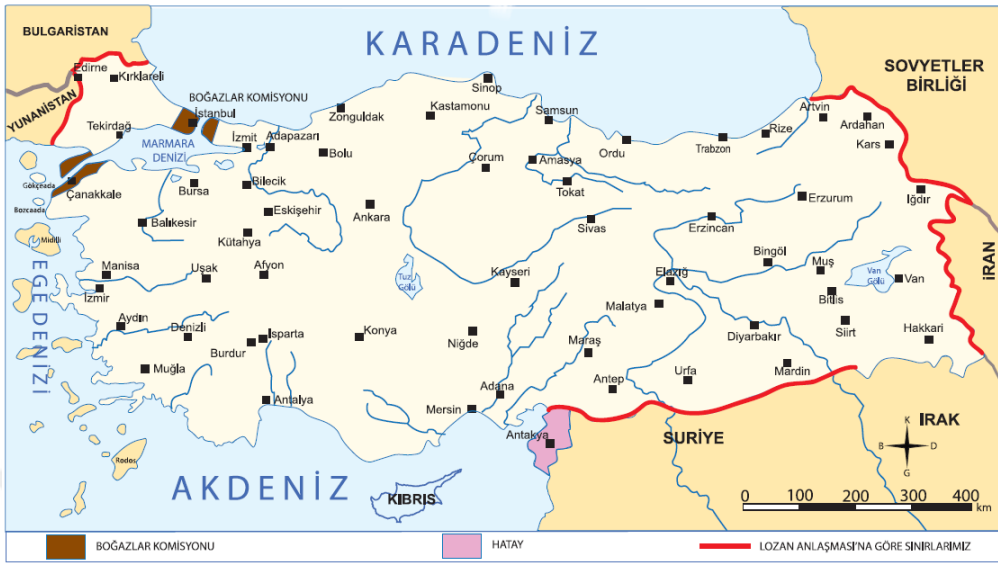 BULGARİSTAN
KARADENİZ
SOVYETLER
BİRLİĞİ
YUNANİSTAN
Edirne
Kırklareli
Tekirdağ
BOĞAZLAR KOMİSYONU
İstanbul
MARMARA
DENİZİ
İzmit
Adapazarı
Zonguldak
Bolu
Kastamonu
Sinop
Samsun
Çorum
Amasya
Tokat
Ordu
Trabzon
Rize
Artvin
Ardahan
Kars
Iğdır
Gökçeada
Bozcaada
Çanakkale
Bursa
Bilecik
Balıkesir
Eskişehir
Kütahya
Ankara
Sivas
Erzincan
Erzurum
İRAN
Midilli
EGE DENİZİ
Manisa
İzmir
Uşak
Afyon
Tuz
Gölü
Kayseri
Elazığ
Malatya
Bingöl
Muş
Bitlis
Van
Gölü
Van
Siirt
Hakkari
Aydın
Denizli
Isparta
Burdur
Muğla
Antalya
Konya
Niğde
Maraş
Adana
Mersin
Antep
Urfa
Diyarbakır
Mardin
Antakya
Rodos
AKDENİZ
KIBRIS
SURİYE
IRAK
K
B
D
G
0 100 200 300 400
km
BOĞAZLAR KOMİSYONU
HATAY
LOZAN ANLAŞMASI'NA GÖRE SINIRLARIMIZ